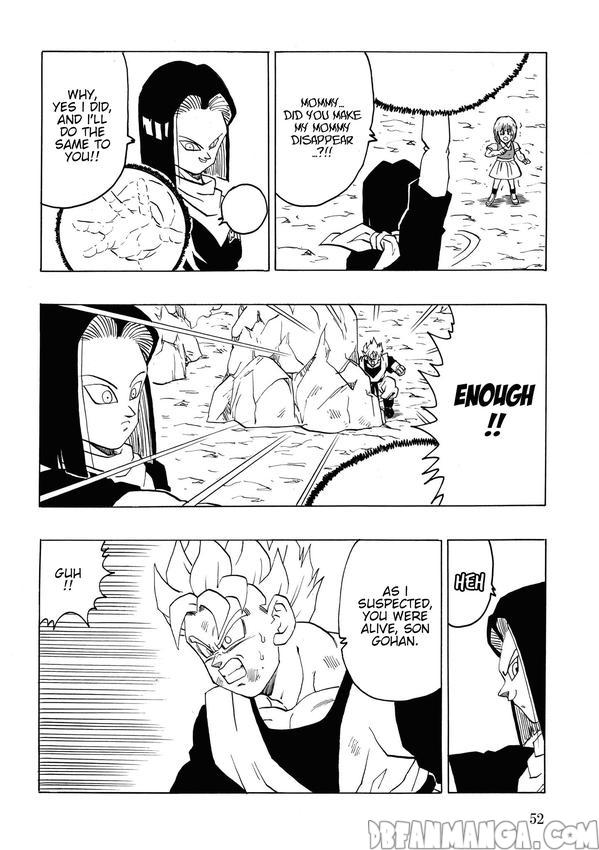 WHY,
YES I DID,
AND I'LL
DO THE
SAME TO
YOU!!
MOMMY...
DID YOU MAKE
MY MOMMY
DISAPPEAR
...?!!
ENOUGH
!!
GUH
!!
AS I
SUSPECTED,
YOU WERE
ALIVE, SON
GOHAN.
HEH
52
DBFANMANGA.COM